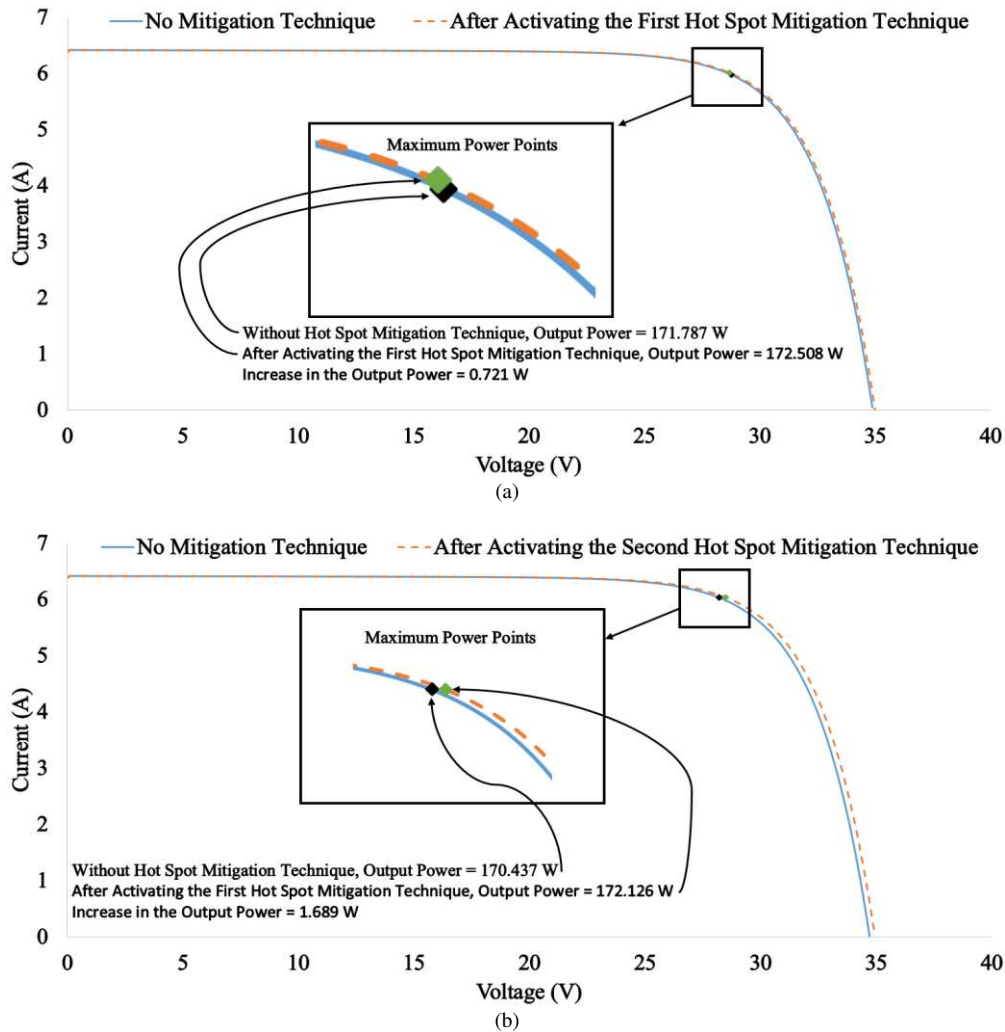 No Mitigation Technique
After Activating the First Hot Spot Mitigation Technique
7
6
5
4
3
2
1
0
Current (A)
Maximum Power Points
Without Hot Spot Mitigation Technique, Output Power = 171.787 W
After Activating the First Hot Spot Mitigation Technique, Output Power = 172.508 W
Increase in the Output Power = 0.721 W
0 5 10 15 20 25 30 35 40
Voltage (V)
(a)
No Mitigation Technique
After Activating the Second Hot Spot Mitigation Technique
7
6
5
4
3
2
1
0
Current (A)
Maximum Power Points
Without Hot Spot Mitigation Technique, Output Power = 170.437 W
After Activating the First Hot Spot Mitigation Technique, Output Power = 172.126 W
Increase in the Output Power = 1.689 W
0 5 10 15 20 25 30 35 40
Voltage (V)
(b)